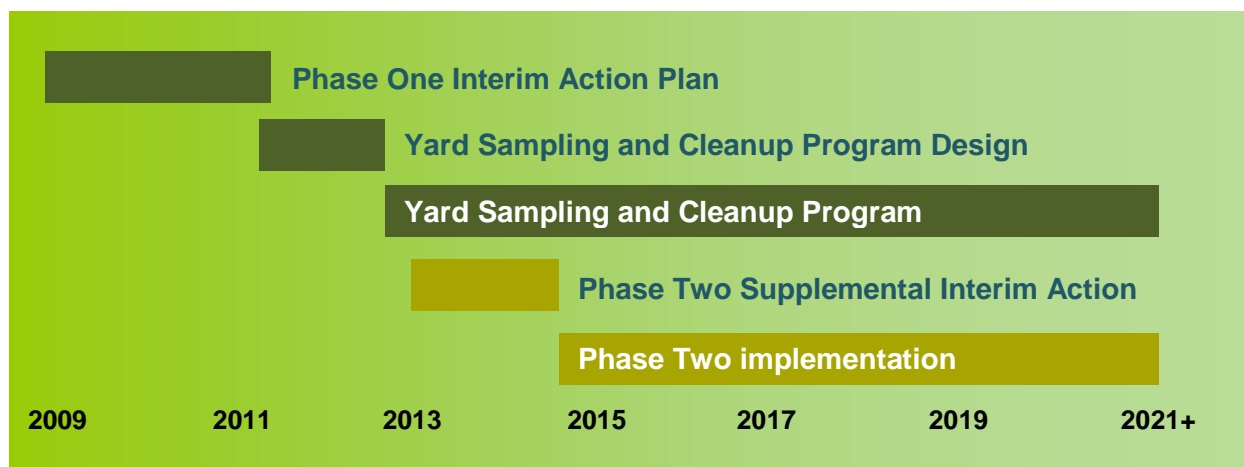 Phase One Interim Action Plan
Yard Sampling and Cleanup Program Design
Yard Sampling and Cleanup Program
Phase Two Supplemental Interim Action
Phase Two implementation
2009 2011 2013 2015 2017 2019 2021+